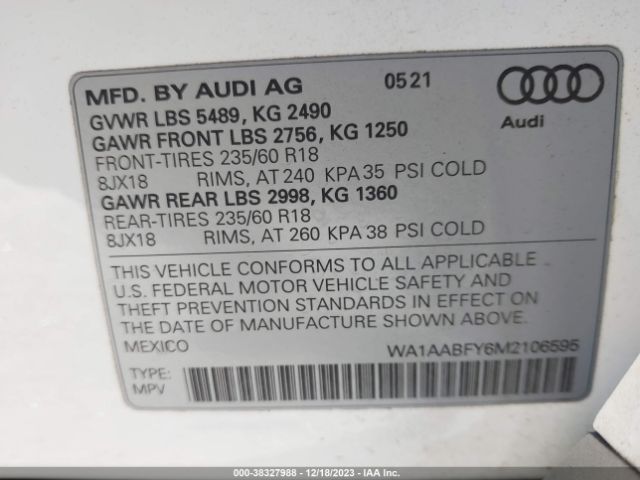 MFD. BY AUDI AG 0521
Audi
GVWR LBS 5489, KG 2490
GAWR FRONT LBS 2756, KG 1250
FRONT-TIRES 235/60 R18
8JX18 RIMS, AT 240 KPA 35 PSI COLD
GAWR REAR LBS 2998, KG 1360
REAR-TIRES 235/60 R18
8JX18 RIMS, AT 260 KPA 38 PSI COLD
THIS VEHICLE CONFORMS TO ALL APPLICABLE
U.S. FEDERAL MOTOR VEHICLE SAFETY AND
THEFT PREVENTION STANDARDS IN EFFECT ON
THE DATE OF MANUFACTURE SHOWN ABOVE.
MEXICO WA1AABFY6M2106595
TYPE:
MPV
000-38327988 - 12/18/2023 - IAA Inc.